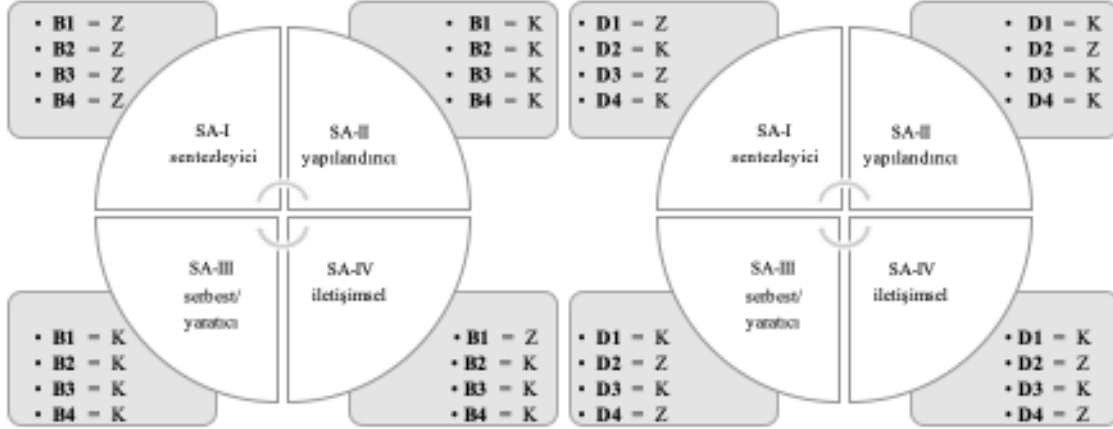 • B1 = Z
• B2 = Z
• B3 = Z
• B4 = Z
• B1 = K
• B2 = K
• B3 = K
• B4 = K
SA-I
sentezleyici
SA-II
yapılandırıcı
SA-III
serbest/
yaratıcı
SA-IV
iletişimsel
• B1 = K
• B2 = K
• B3 = K
• B4 = K
• B1 = Z
• B2 = K
• B3 = K
• B4 = K
• D1 = Z
• D2 = K
• D3 = Z
• D4 = K
• D1 = K
• D2 = Z
• D3 = K
• D4 = K
SA-I
sentezleyici
SA-II
yapılandırıcı
SA-III
serbest/
yaratıcı
SA-IV
iletişimsel
• D1 = K
• D2 = Z
• D3 = K
• D4 = Z
• D1 = K
• D2 = Z
• D3 = K
• D4 = Z